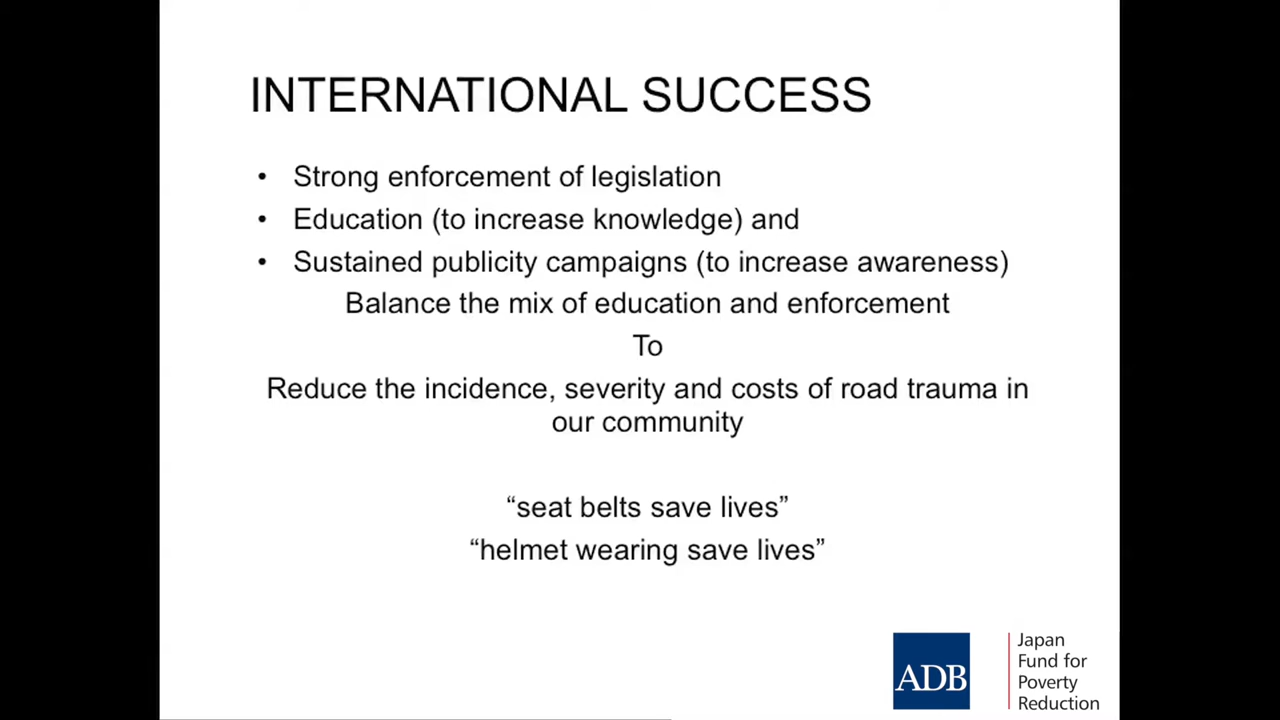 INTERNATIONAL SUCCESS
• Strong enforcement of legislation
• Education (to increase knowledge) and
• Sustained publicity campaigns (to increase awareness)
Balance the mix of education and enforcement
To
Reduce the incidence, severity and costs of road trauma in
our community
“seat belts save lives”
“helmet wearing save lives”
ADB
Japan
Fund for
Poverty
Reduction